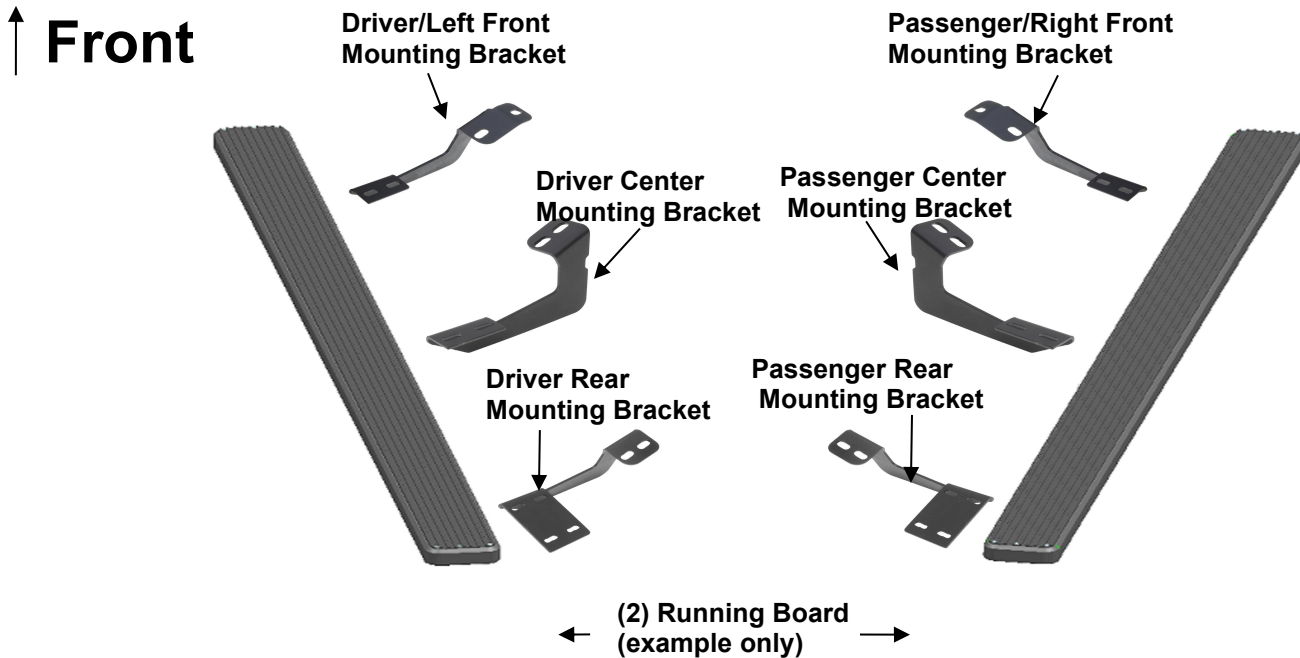 Front
Driver/Left Front
Mounting Bracket
Passenger/Right Front
Mounting Bracket
Driver Center
Mounting Bracket
Passenger Center
Mounting Bracket
Driver Rear
Mounting Bracket
Passenger Rear
Mounting Bracket
(2) Running Board
(example only)